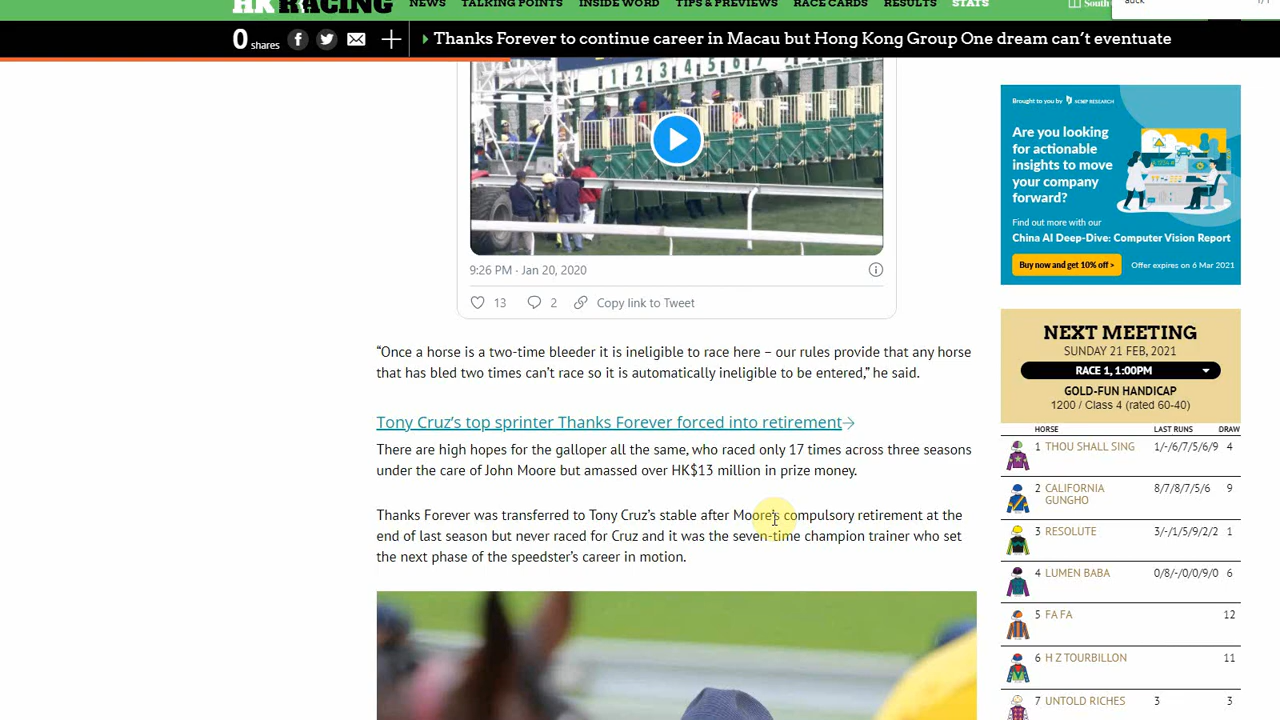 HK RACING
NEWS TALKING POINTS INSIDE WORD TIPS & PREVIEWS RACE CARDS RESULTS STATS South
1/1
0 shares Thanks Forever to continue career in Macau but Hong Kong Group One dream can't eventuate
1 2 3
9:26 PM · Jan 20, 2020
13 2 Copy link to Tweet
“Once a horse is a two-time bleeder it is ineligible to race here – our rules provide that any horse
that has bled two times can’t race so it is automatically ineligible to be entered,” he said.
Tony Cruz’s top sprinter Thanks Forever forced into retirement→
There are high hopes for the galloper all the same, who raced only 17 times across three seasons
under the care of John Moore but amassed over HK$13 million in prize money.
Thanks Forever was transferred to Tony Cruz’s stable after Moore’s compulsory retirement at the
end of last season but never raced for Cruz and it was the seven-time champion trainer who set
the next phase of the speedster’s career in motion.
Brought to you by SCMP RESEARCH
Are you looking
for actionable
insights to move
your company
forward?
Find out more with our
China AI Deep-Dive: Computer Vision Report
Buy now and get 10% off > Offer expires on 6 Mar 2021
NEXT MEETING
SUNDAY 21 FEB, 2021
RACE 1, 1:00PM
GOLD-FUN HANDICAP
1200 / Class 4 (rated 60-40)
HORSE LAST RUNS DRAW
1 THOU SHALL SING 1/-/6/7/5/6/9 4
2 CALIFORNIA GUNGHO 8/7/8/7/5/6 9
3 RESOLUTE 3/-/1/5/9/2/2 1
4 LUMEN BABA 0/8/-/0/0/9/0 6
5 FA FA 12
6 H Z TOURBILLON 11
7 UNTOLD RICHES 3 3